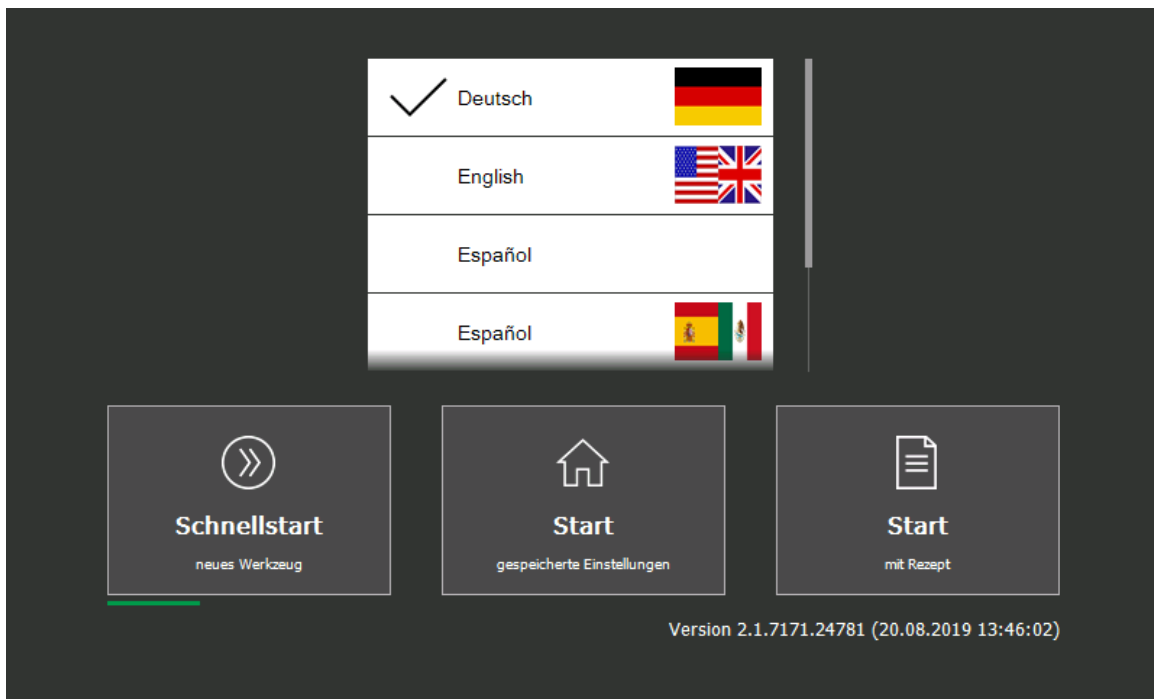 Deutsch
English
Español
Español
Schnellstart
neues Werkzeug
Start
gespeicherte Einstellungen
Start
mit Rezept
Version 2.1.7171.24781 (20.08.2019 13:46:02)